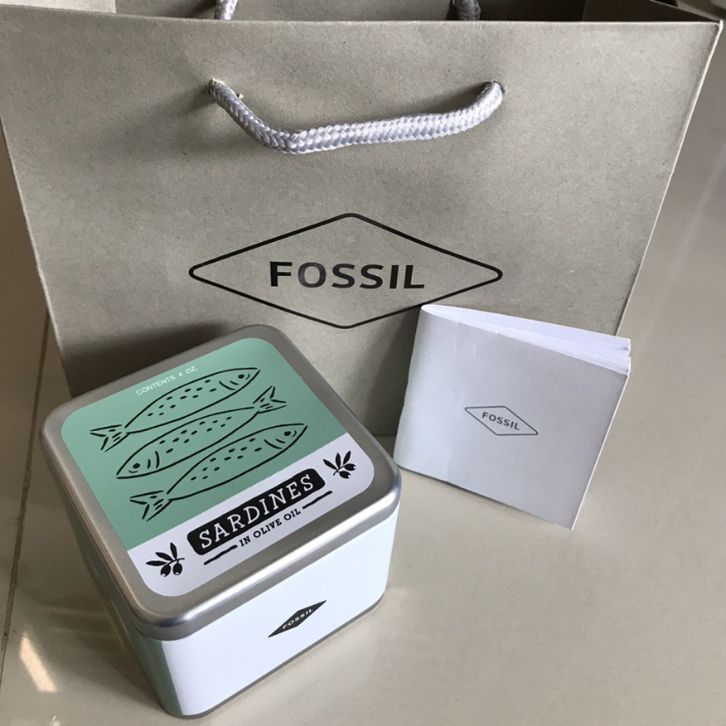 FOSSIL
FOSSIL
CONTENTS 4 OZ.
SARDINES
IN OLIVE OIL
FOSSIL